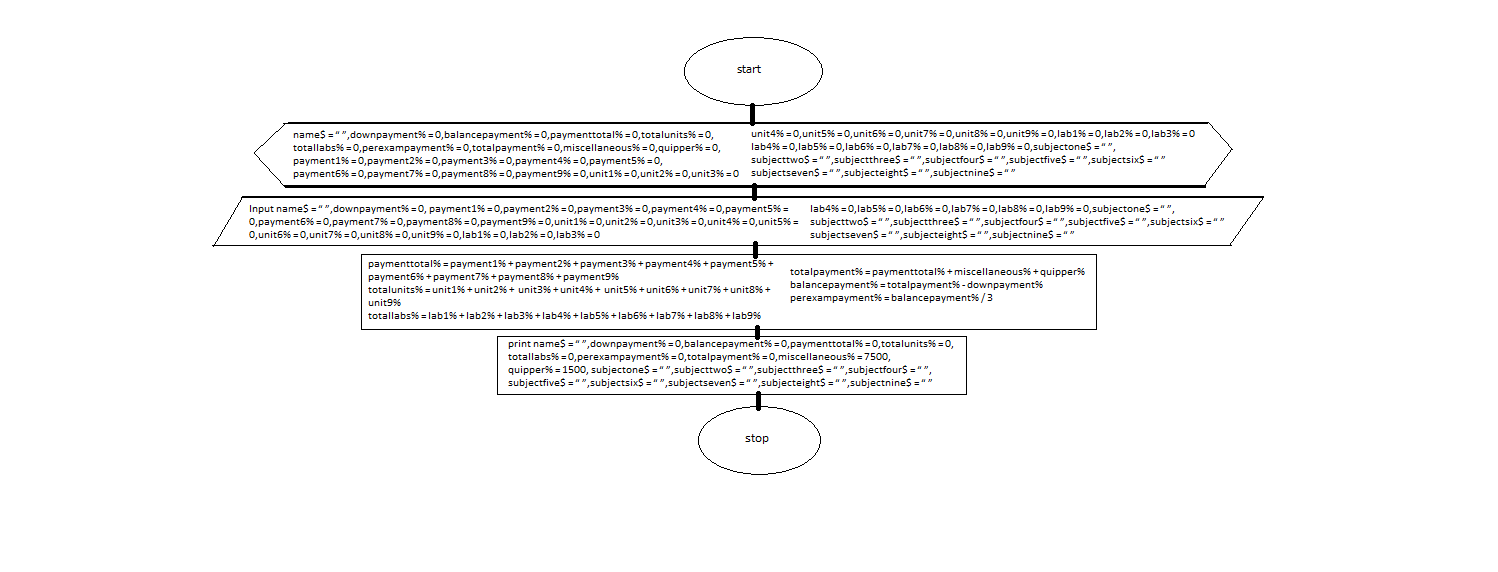 start
name$ = “ ”,downpayment% = 0,balancepayment% = 0,paymenttotal% = 0,totalunits% = 0,
totallabs% = 0,perexampayment% = 0,totalpayment% = 0,miscellaneous% = 0,quipper% = 0,
payment1% = 0,payment2% = 0,payment3% = 0,payment4% = 0,payment5% = 0,
payment6% = 0,payment7% = 0,payment8% = 0,payment9% = 0,unit1% = 0,unit2% = 0,unit3% = 0
unit4% = 0,unit5% = 0,unit6% = 0,unit7% = 0,unit8% = 0,unit9% = 0,lab1% = 0,lab2% = 0,lab3% = 0
lab4% = 0,lab5% = 0,lab6% = 0,lab7% = 0,lab8% = 0,lab9% = 0,subjectone$ = “ ”,
subjecttwo$ = “ ”,subjectthree$ = “ ”,subjectfour$ = “ ”,subjectfive$ = “ ”,subjectsix$ = “ ”
subjectseven$ = “ ”,subjecteight$ = “ ”,subjectnine$ = “ ”
Input name$ = “ ”,downpayment% = 0, payment1% = 0,payment2% = 0,payment3% = 0,payment4% = 0,payment5% =
0,payment6% = 0,payment7% = 0,payment8% = 0,payment9% = 0,unit1% = 0,unit2% = 0,unit3% = 0,unit4% = 0,unit5% =
0,unit6% = 0,unit7% = 0,unit8% = 0,unit9% = 0,lab1% = 0,lab2% = 0,lab3% = 0
lab4% = 0,lab5% = 0,lab6% = 0,lab7% = 0,lab8% = 0,lab9% = 0,subjectone$ = “ ”,
subjecttwo$ = “ ”,subjectthree$ = “ ”,subjectfour$ = “ ”,subjectfive$ = “ ”,subjectsix$ = “ ”
subjectseven$ = “ ”,subjecteight$ = “ ”,subjectnine$ = “ ”
paymenttotal% = payment1% + payment2% + payment3% + payment4% + payment5% +
payment6% + payment7% + payment8% + payment9%
totalunits% = unit1% + unit2% + unit3% + unit4% + unit5% + unit6% + unit7% + unit8% +
unit9%
totallabs% = lab1% + lab2% + lab3% + lab4% + lab5% + lab6% + lab7% + lab8% + lab9%
totalpayment% = paymenttotal% + miscellaneous% + quipper%
balancepayment% = totalpayment% - downpayment%
perexampayment% = balancepayment% / 3
print name$ = “ ”,downpayment% = 0,balancepayment% = 0,paymenttotal% = 0,totalunits% = 0,
totallabs% = 0,perexampayment% = 0,totalpayment% = 0,miscellaneous% = 7500,
quipper% = 1500, subjectone$ = “ ”,subjecttwo$ = “ ”,subjectthree$ = “ ”,subjectfour$ = “ ”,
subjectfive$ = “ ”,subjectsix$ = “ ”,subjectseven$ = “ ”,subjecteight$ = “ ”,subjectnine$ = “ ”
stop